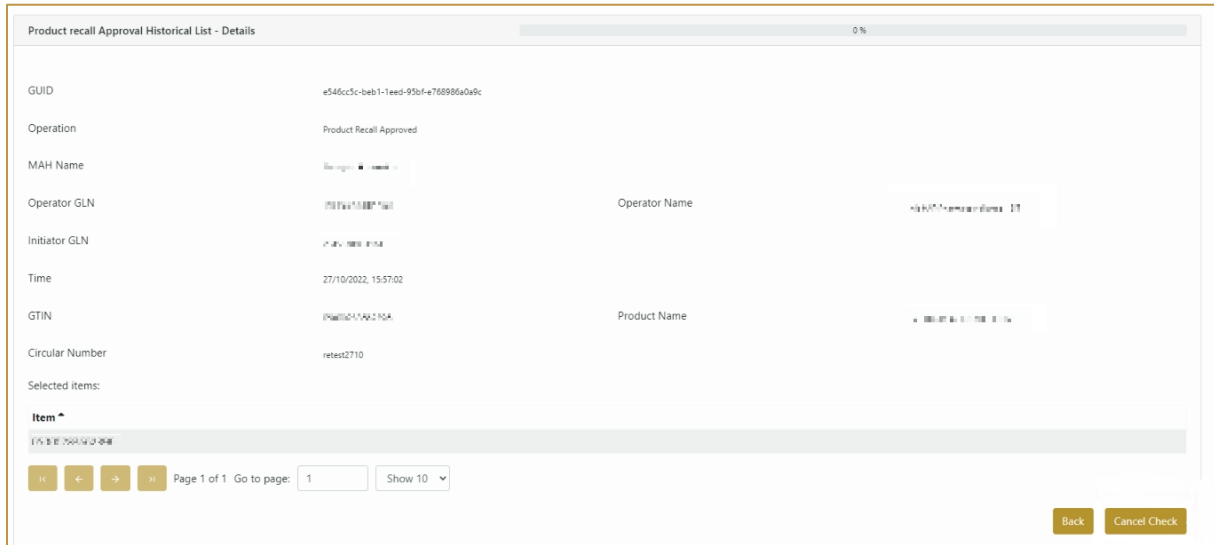 Product recall Approval Historical List - Details 0 %
GUID e546cc5c-beb1-1eed-95bf-e768986a0a9c
Operation Product Recall Approved
MAH Name
Operator GLN Operator Name
Initiator GLN
Time 27/10/2022, 15:57:02
GTIN Product Name
Circular Number retest2710
Selected items:
Item
Page 1 of 1 Go to page: 1 Show 10
Back Cancel Check